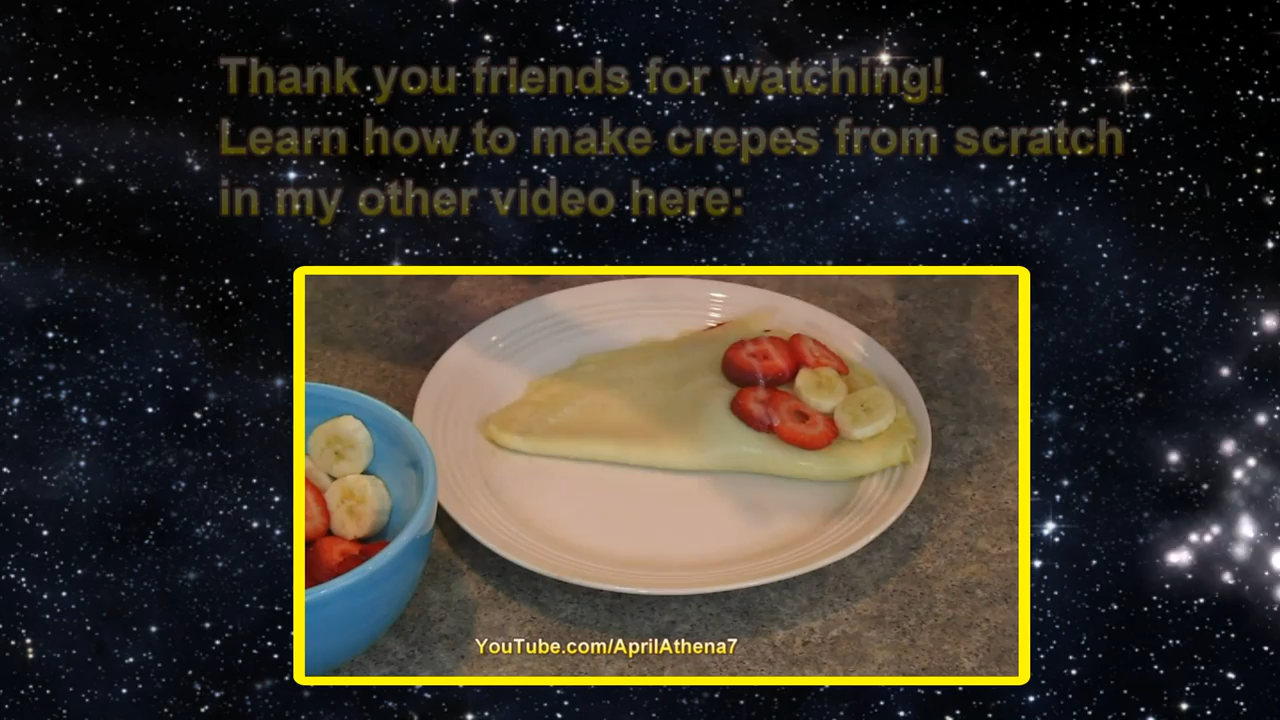 Thank you friends for watching!
Learn how to make crepes from scratch
in my other video here:
YouTube.com/AprilAthena7